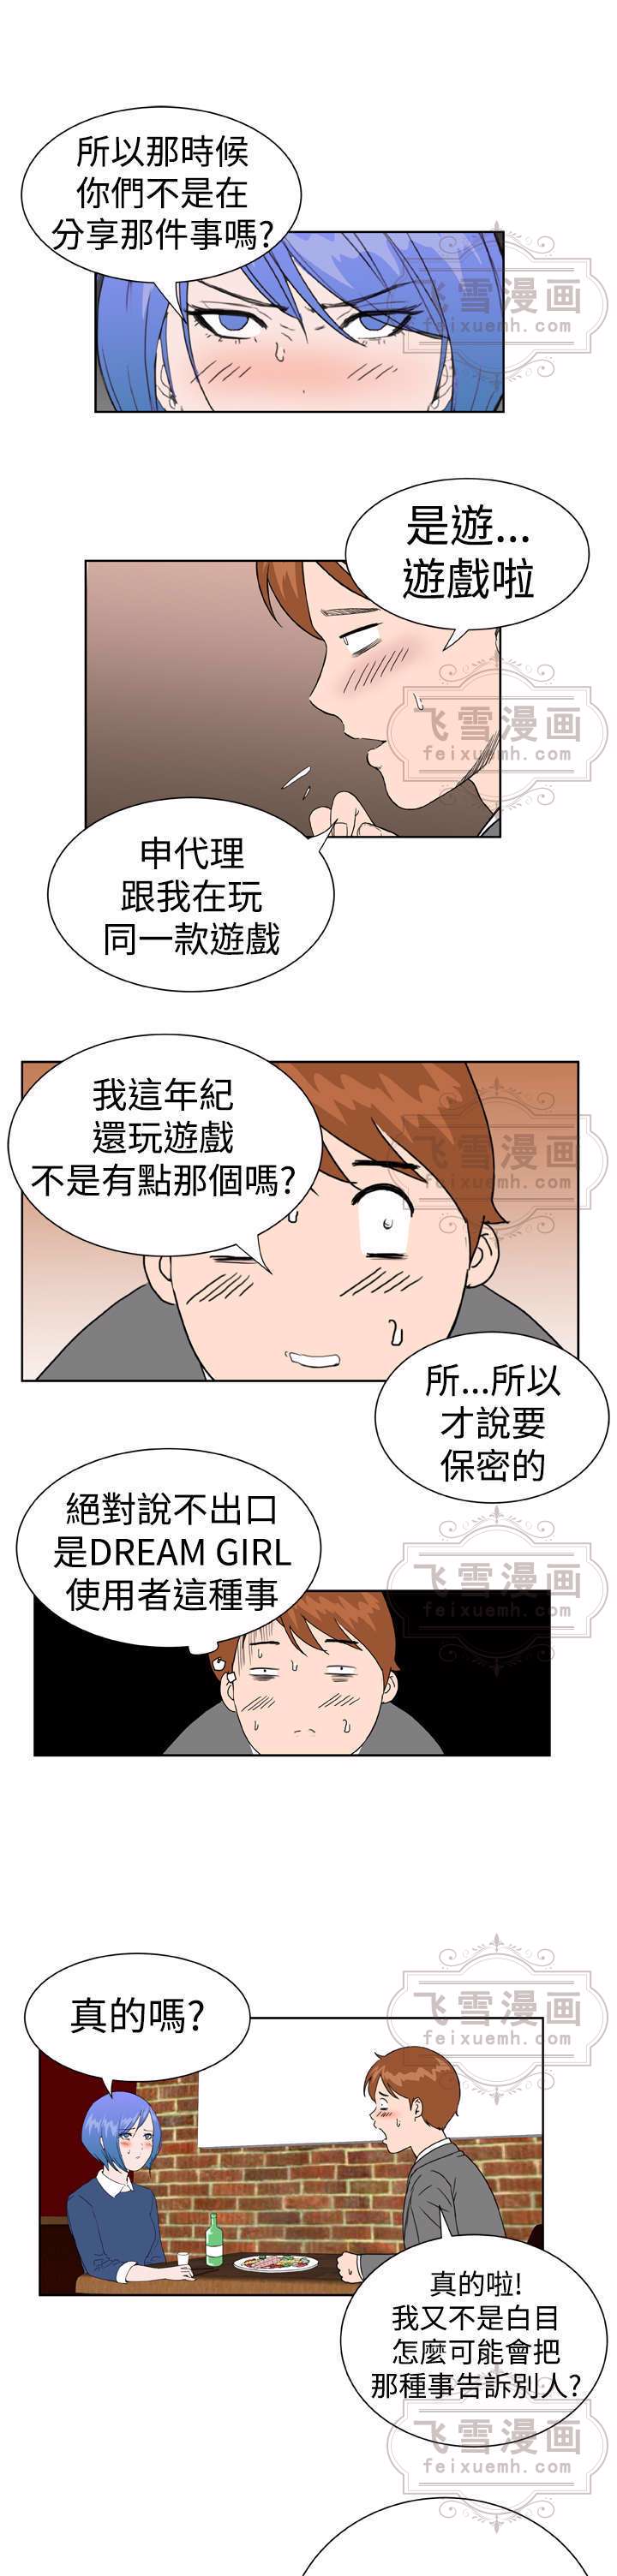 所以那時候
你們不是在
分享那件事嗎?
飞雪漫画
feixuemh.com
是遊...
遊戲啦
飞雪漫画
feixuemh.com
申代理
跟我在玩
同一款遊戲
我這年紀
還玩遊戲
不是有點那個嗎?
飞雪漫画
feixuemh.com
所...所以
才說要
保密的
絕對說不出口
是DREAM GIRL
使用者這種事
飞雪漫画
feixuemh.com
真的嗎?
飞雪漫画
feixuemh.com
真的啦!
我又不是白目
怎麼可能會把
那種事告訴別人?
飞雪漫画
feixuemh.com